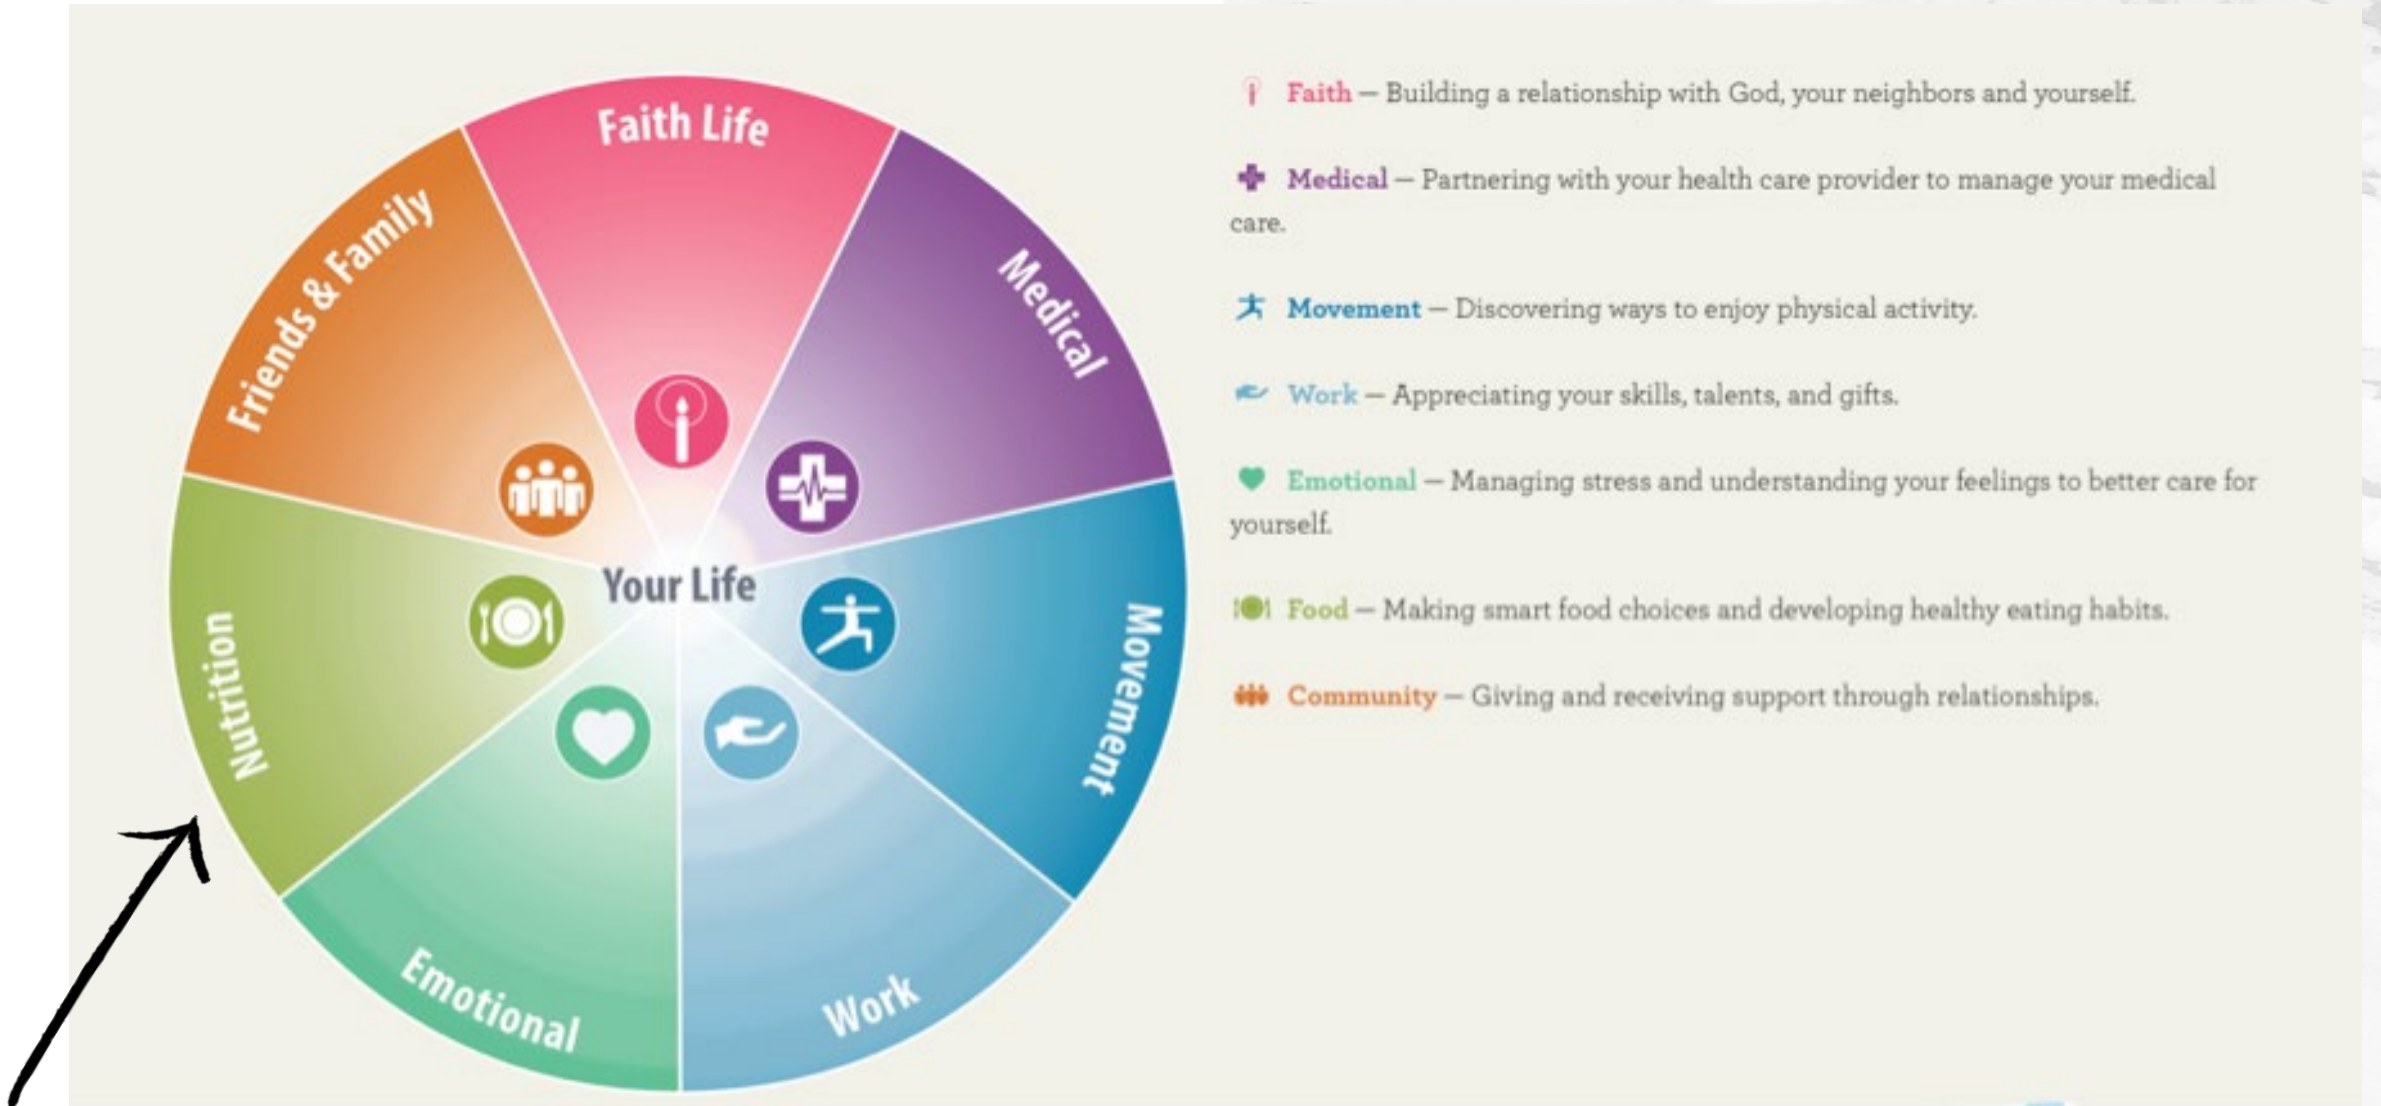 Faith Life
Medical
Movement
Work
Emotional
Nutrition
Friends & Family
Your Life
Faith — Building a relationship with God, your neighbors and yourself.
Medical — Partnering with your health care provider to manage your medical
care.
Movement — Discovering ways to enjoy physical activity.
Work — Appreciating your skills, talents, and gifts.
Emotional — Managing stress and understanding your feelings to better care for
yourself.
Food — Making smart food choices and developing healthy eating habits.
Community — Giving and receiving support through relationships.